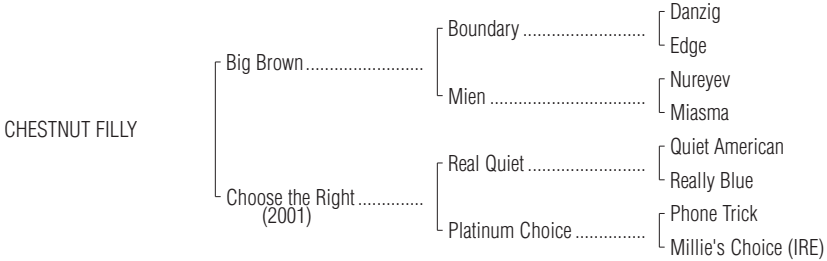 Danzig
Boundary ..........................
Edge
Big Brown.........................
Nureyev
Mien .................................
Miasma
CHESTNUT FILLY
Quiet American
Real Quiet .........................
Really Blue
Choose the Right ..............
(2001)
Phone Trick
Platinum Choice ...............
Millie's Choice (IRE)